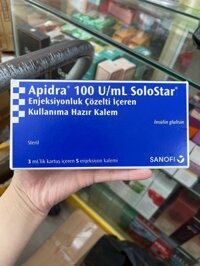 Apidra® 100 U/mL SoloStar®
Enjeksiyonluk Çözelti İçeren
Kullanıma Hazır Kalem
İnsülin glulisin
Steril
3 mL'lik kartuş içeren 5 enjeksiyon kalemi
SANOFI